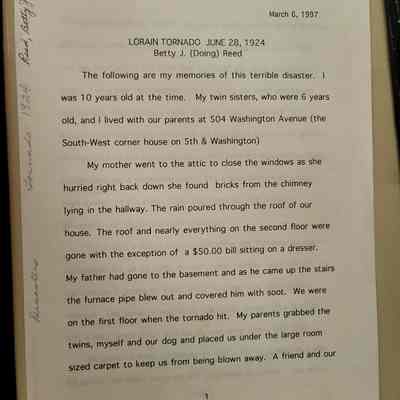 March 6, 1997
LORAIN TORNADO JUNE 28, 1924
Betty J. (Doing) Reed
The following are my memories of this terrible disaster. I
was 10 years old at the time. My twin sisters, who were 6 years
old, and I lived with our parents at 504 Washington Avenue (the
South-West corner house on 5th & Washington)
My mother went to the attic to close the windows as she
hurried right back down she found bricks from the chimney
lying in the hallway. The rain poured through the roof of our
house. The roof and nearly everything on the second floor were
gone with the exception of a $50.00 bill sitting on a dresser.
My father had gone to the basement and as he came up the stairs
the furnace pipe blew out and covered him with soot. We were
on the first floor when the tornado hit. My parents grabbed the
twins, myself and our dog and placed us under the large room
sized carpet to keep us from being blown away. A friend and our
1
Disasters Tornado 1924 Reed, Betty J